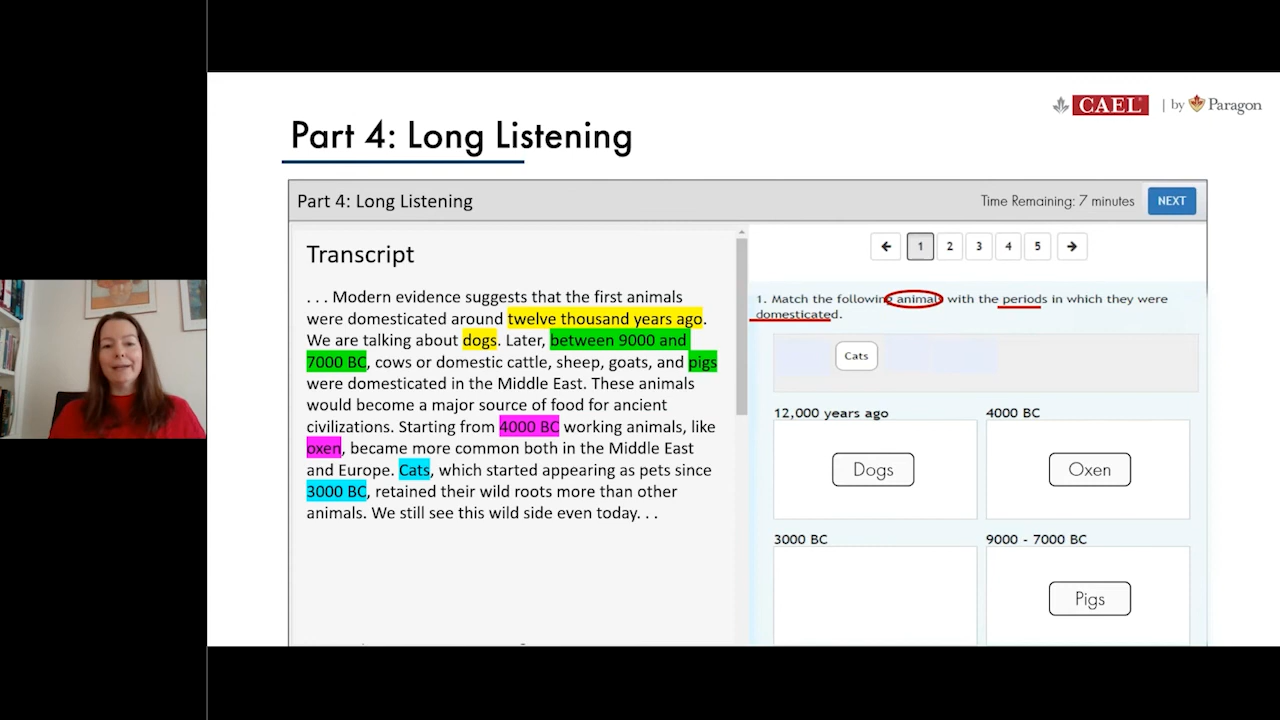 CAEL | by Paragon
Part 4: Long Listening
Part 4: Long Listening
Time Remaining: 7 minutes
NEXT
Transcript
. . . Modern evidence suggests that the first animals
were domesticated around twelve thousand years ago.
We are talking about dogs. Later, between 9000 and
7000 BC, cows or domestic cattle, sheep, goats, and pigs
were domesticated in the Middle East. These animals
would become a major source of food for ancient
civilizations. Starting from 4000 BC working animals, like
oxen, became more common both in the Middle East
and Europe. Cats, which started appearing as pets since
3000 BC, retained their wild roots more than other
animals. We still see this wild side even today. . .
1 2 3 4 5
1. Match the following animals with the periods in which they were
domesticated.
Cats
12,000 years ago
Dogs
4000 BC
Oxen
3000 BC
9000 - 7000 BC
Pigs